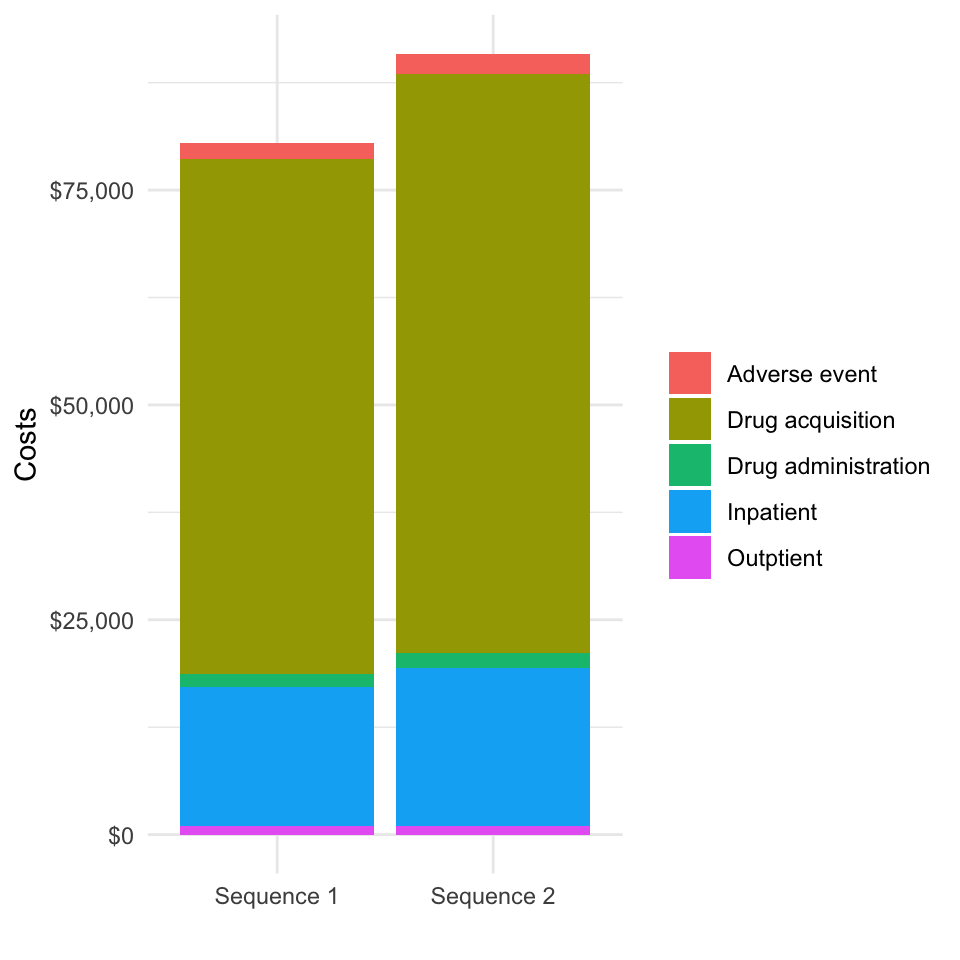 Costs
$75,000
$50,000
$25,000
$0
Sequence 1
Sequence 2
Adverse event
Drug acquisition
Drug administration
Inpatient
Outptient